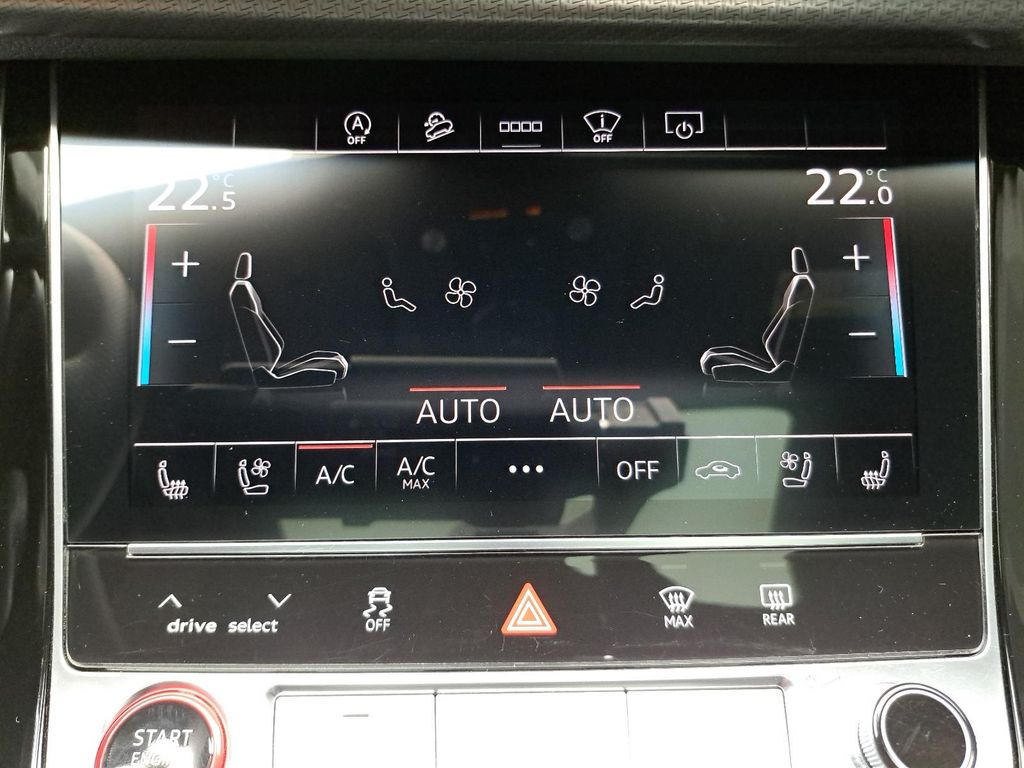 A
OFF
i
OFF
22.5 °C
22.0 °C
+
+
−
−
AUTO AUTO
A/C
A/C
MAX
•••
OFF
drive select
OFF
MAX
REAR
START